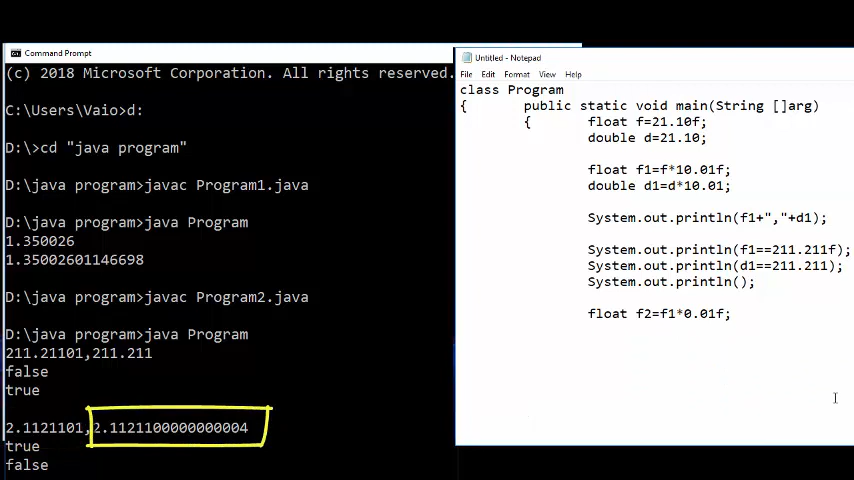 Command Prompt
(c) 2018 Microsoft Corporation. All rights reserved.
C:\Users\Vaio>d:
D:\>cd "java program"
D:\java program>javac Program1.java
D:\java program>java Program
1.350026
1.35002601146698
D:\java program>javac Program2.java
D:\java program>java Program
211.21101,211.211
false
true
2.1121101,2.1121100000000004
true
false
Untitled - Notepad
File Edit Format View Help
class Program
{ public static void main(String []arg)
{ float f=21.10f;
double d=21.10;
float f1=f*10.01f;
double d1=d*10.01;
System.out.println(f1+","+d1);
System.out.println(f1==211.211f);
System.out.println(d1==211.211);
System.out.println();
float f2=f1*0.01f;